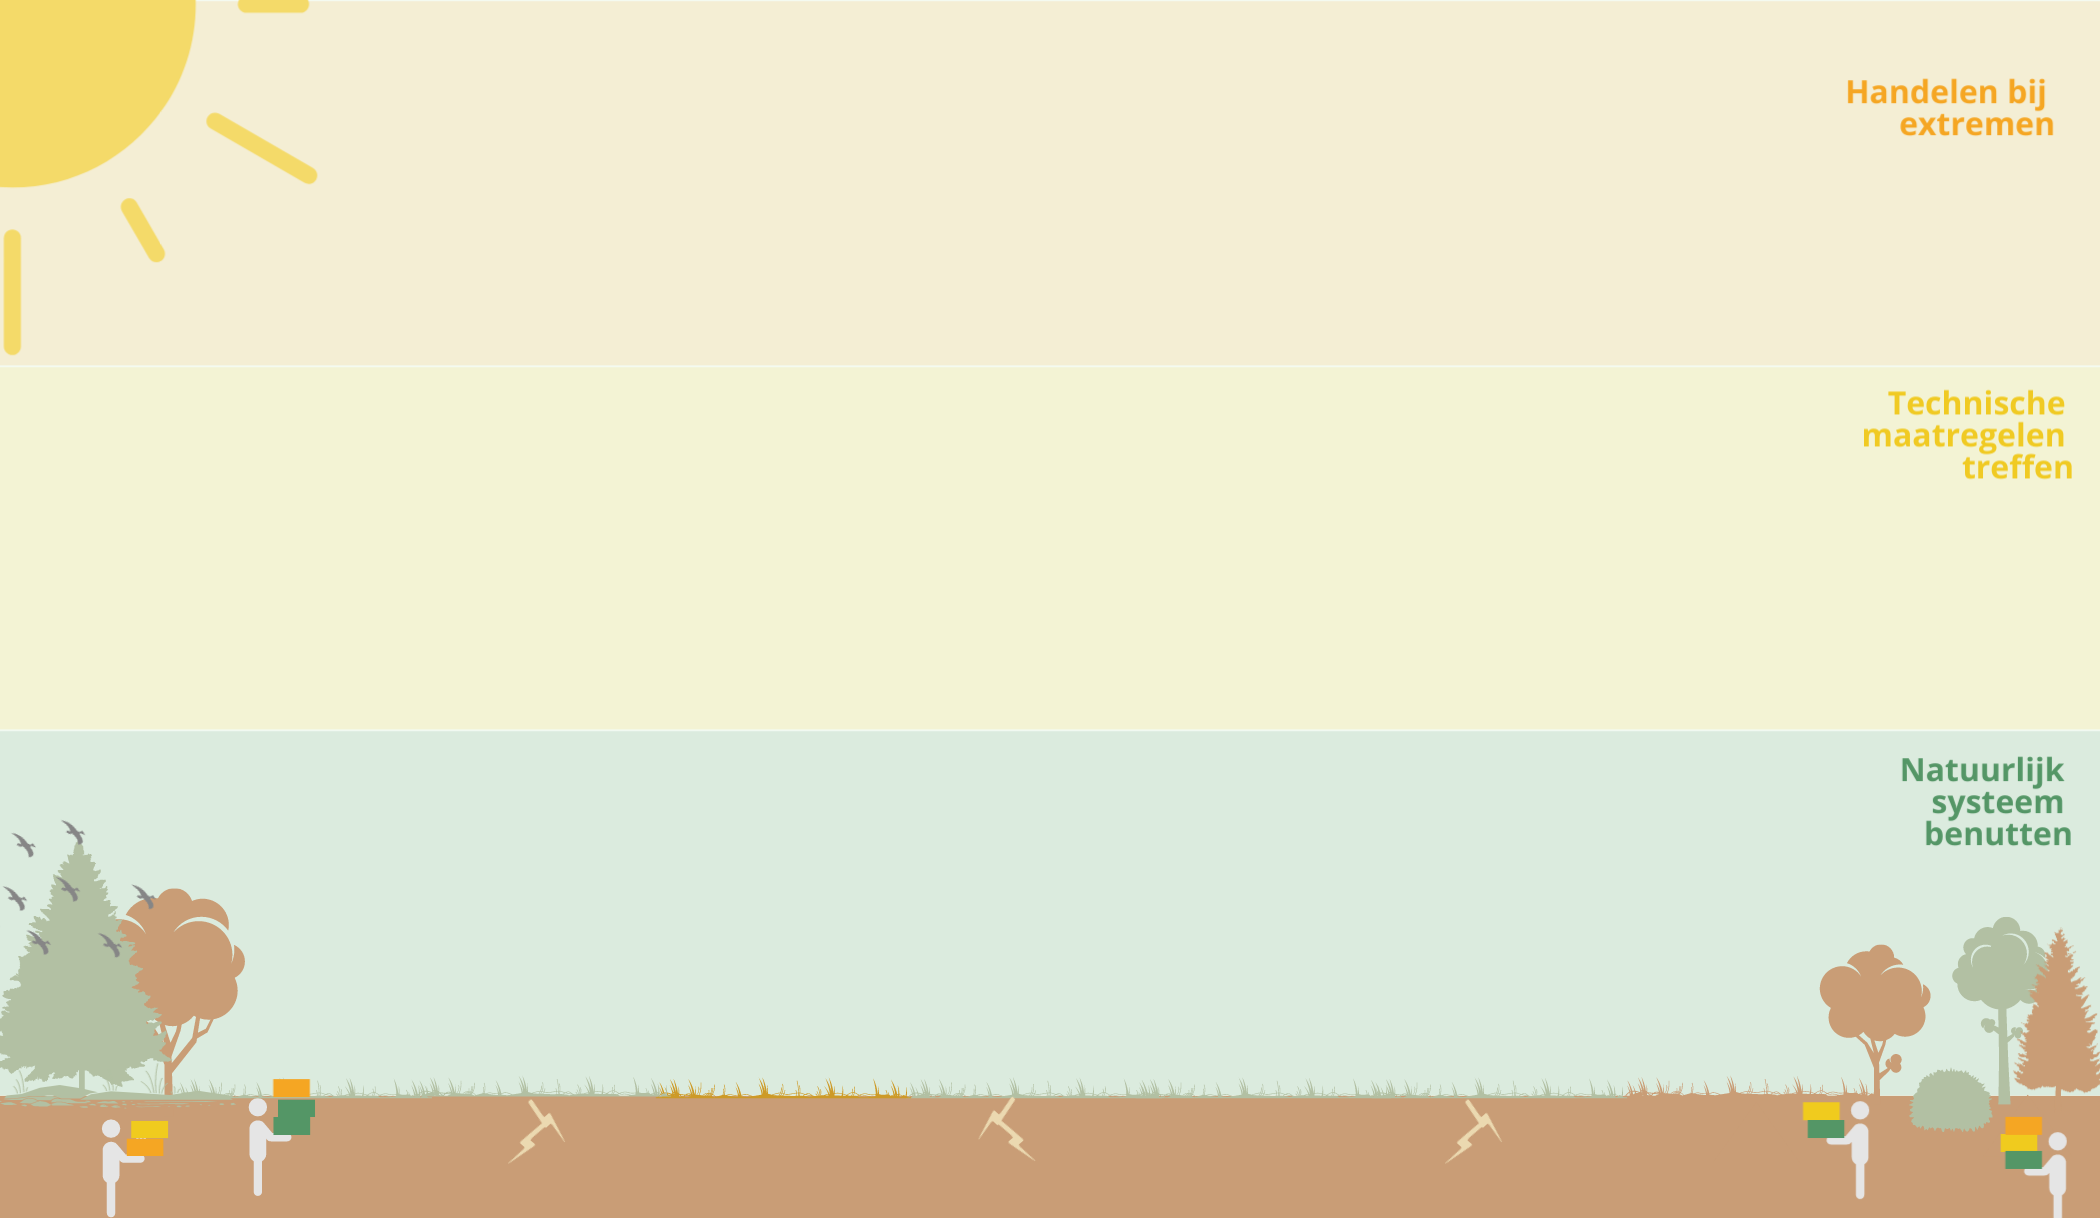 Handelen bij
extremen
Technische
maatregelen
treffen
Natuurlijk
systeem
benutten